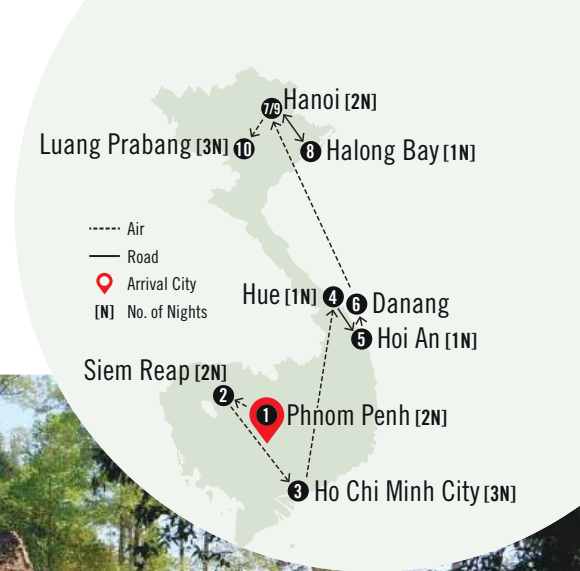 7/9 Hanoi [2N]
Luang Prabang [3N] 10
8 Halong Bay [1N]
Air
Road
Arrival City
[N] No. of Nights
Hue [1N] 4
6 Danang
5 Hoi An [1N]
Siem Reap [2N]
2
1 Phnom Penh [2N]
3 Ho Chi Minh City [3N]